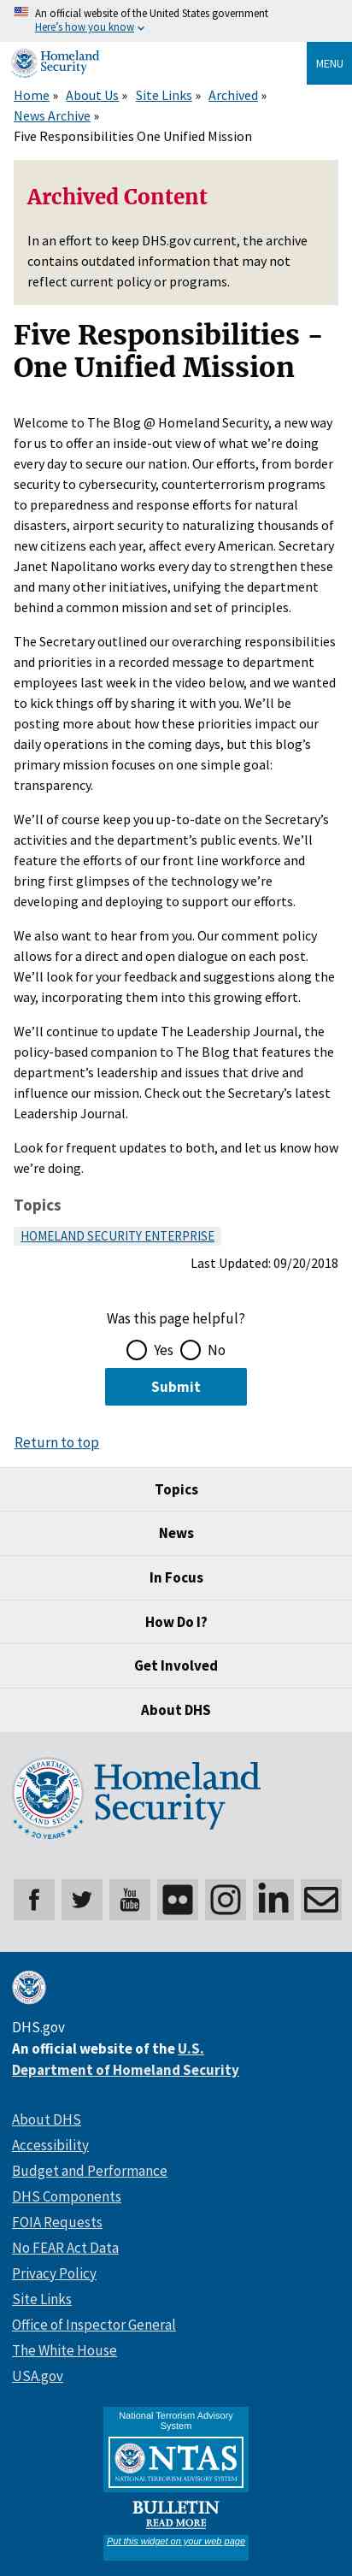 An official website of the United States government
Here's how you know
Homeland
Security
MENU
Home » About Us » Site Links » Archived »
News Archive »
Five Responsibilities One Unified Mission
Archived Content
In an effort to keep DHS.gov current, the archive
contains outdated information that may not
reflect current policy or programs.
Five Responsibilities -
One Unified Mission
Welcome to The Blog @ Homeland Security, a new way
for us to offer an inside-out view of what we’re doing
every day to secure our nation. Our efforts, from border
security to cybersecurity, counterterrorism programs
to preparedness and response efforts for natural
disasters, airport security to naturalizing thousands of
new citizens each year, affect every American. Secretary
Janet Napolitano works every day to strengthen these
and many other initiatives, unifying the department
behind a common mission and set of principles.
The Secretary outlined our overarching responsibilities
and priorities in a recorded message to department
employees last week in the video below, and we wanted
to kick things off by sharing it with you. We’ll be
posting more about how these priorities impact our
daily operations in the coming days, but this blog’s
primary mission focuses on one simple goal:
transparency.
We’ll of course keep you up-to-date on the Secretary’s
activities and the department’s public events. We’ll
feature the efforts of our front line workforce and
bring first glimpses of the technology we’re
developing and deploying to support our efforts.
We also want to hear from you. Our comment policy
allows for a direct and open dialogue on each post.
We’ll look for your feedback and suggestions along the
way, incorporating them into this growing effort.
We’ll continue to update The Leadership Journal, the
policy-based companion to The Blog that features the
department’s leadership and issues that drive and
influence our mission. Check out the Secretary’s latest
Leadership Journal.
Look for frequent updates to both, and let us know how
we’re doing.
Topics
HOMELAND SECURITY ENTERPRISE
Last Updated: 09/20/2018
Was this page helpful?
Yes No
Submit
Return to top
Topics
News
In Focus
How Do I?
Get Involved
About DHS
U.S. DEPARTMENT OF
HOMELAND SECURITY
20 YEARS
Homeland
Security
f
You
Tube
in
DHS.gov
An official website of the U.S.
Department of Homeland Security
About DHS
Accessibility
Budget and Performance
DHS Components
FOIA Requests
No FEAR Act Data
Privacy Policy
Site Links
Office of Inspector General
The White House
USA.gov
National Terrorism Advisory
System
NTAS
NATIONAL TERRORISM ADVISORY SYSTEM
BULLETIN
READ MORE
Put this widget on your web page